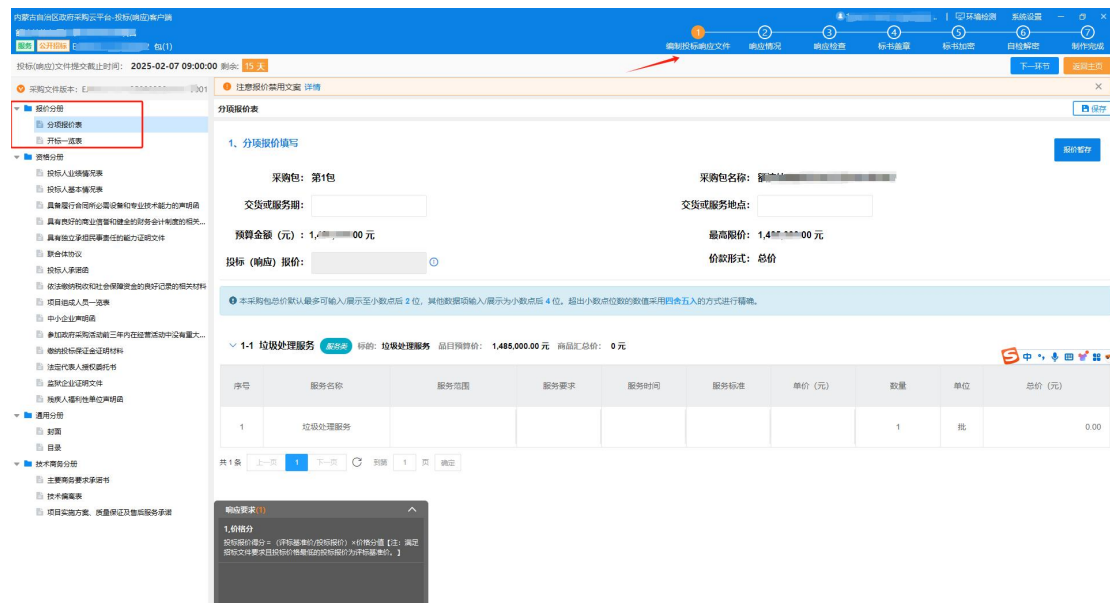 内蒙古自治区政府采购云平台-投标(响应)客户端
环境检测 系统设置
服务 公开招标 包(1)
1 2 3 4 5 6 7
编制投标响应文件 响应情况 响应检查 标书盖章 标书加密 自检解密 制作完成
投标(响应)文件提交截止时间: 2025-02-07 09:00:00 剩余: 15 天
下一环节 返回主页
采购文件版本: 001
注意报价禁用文案 详情
报价分册
分项报价表
开标一览表
资格分册
投标人业绩情况表
投标人基本情况表
具备履行合同所必需设备和专业技术能力的声明函
具有良好的商业信誉和健全的财务会计制度的相关...
具有独立承担民事责任的能力证明文件
联合体协议
投标人承诺函
依法缴纳税收和社会保障资金的良好记录的相关材料
项目组成人员一览表
中小企业声明函
参加政府采购活动前三年内在经营活动中没有重大...
缴纳投标保证金证明材料
法定代表人授权委托书
监狱企业证明文件
残疾人福利性单位声明函
通用分册
封面
目录
技术商务分册
主要商务要求承诺书
技术偏离表
项目实施方案、质量保证及售后服务承诺
分项报价表 保存
1、分项报价填写 报价暂存
采购包: 第1包 采购包名称:
交货或服务期: 交货或服务地点:
预算金额(元): 00 元 最高限价: 00 元
投标(响应)报价: 价款形式: 总价
本采购包总价默认最多可输入/展示至小数点后 2 位，其他数据项输入/展示为小数点后 4 位。超出小数点位数的数值采用四舍五入的方式进行精确。
1-1 垃圾处理服务 服务类 标的: 垃圾处理服务 品目预算价: 1,485,000.00 元 商品汇总价: 0 元
中
序号 服务名称 服务范围 服务要求 服务时间 服务标准 单价(元) 数量 单位 总价(元)
1 垃圾处理服务 1 批 0.00
共 1 条 上一页 1 下一页 到第 1 页 确定
响应要求(1)
1.价格分
投标报价得分=（评标基准价/投标报价）×价格分值【注：满足
招标文件要求且投标价格最低的投标报价为评标基准价。】